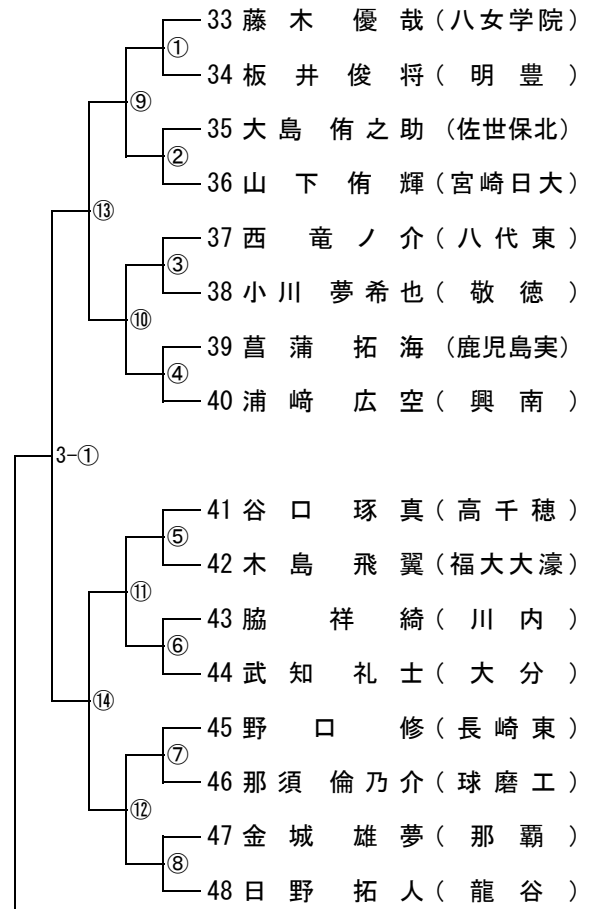 33 藤木 優哉(八女学院)
①
34 板井俊将(明豊)
⑨
35 大島 侑之助(佐世保北)
②
36 山下侑輝(宮崎日大)
⑬
37 西 竜ノ介(八代東)
③
38 小川 夢希也(敬徳)
⑩
39 菖蒲 拓海(鹿児島実)
④
40 浦﨑 広空(興南)
3-①
41 谷口 琢真(高千穂)
⑤
42 木島 飛翼(福大大濠)
⑪
43 脇 祥綺(川内)
⑥
44 武知礼士(大分)
⑭
45 野口 修(長崎東)
⑦
46 那須 倫乃介(球磨工)
⑫
47 金城 雄夢(那覇)
⑧
48 日野 拓人(龍谷)